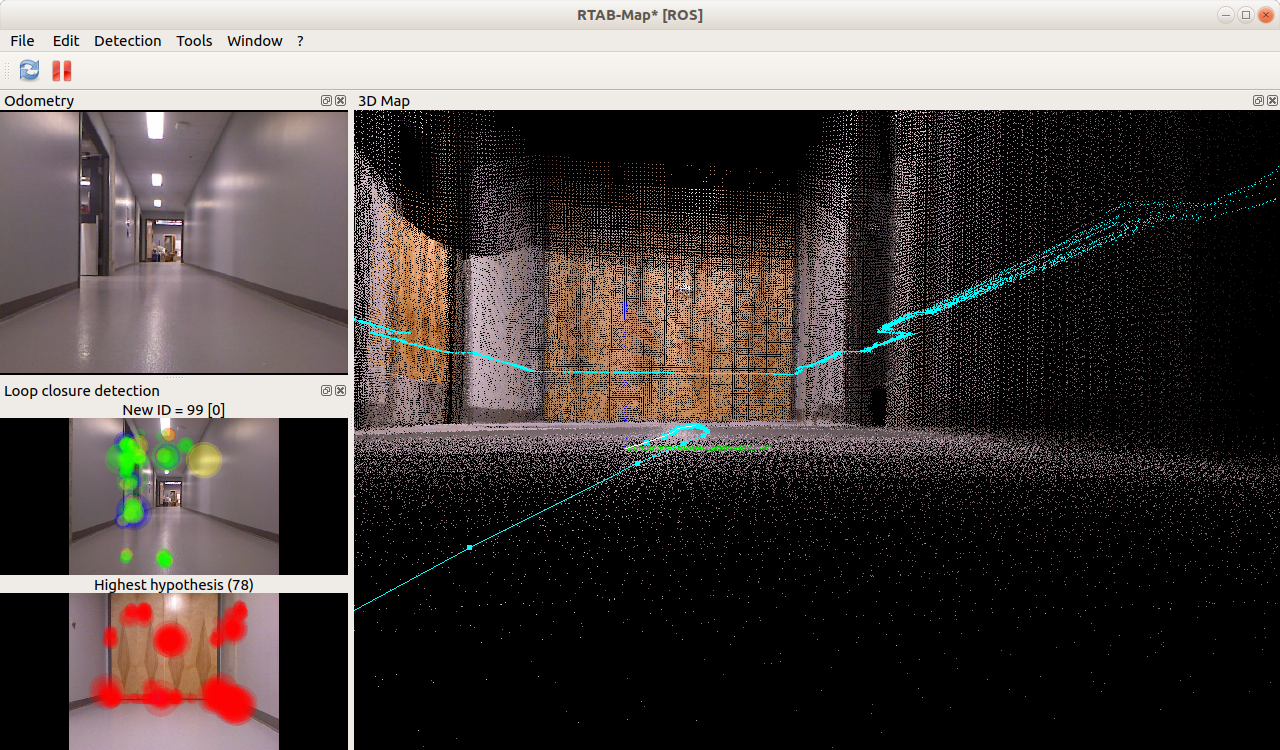 RTAB-Map* [ROS]
File Edit Detection Tools Window ?
Odometry
3D Map
Loop closure detection
New ID = 99 [0]
Highest hypothesis (78)